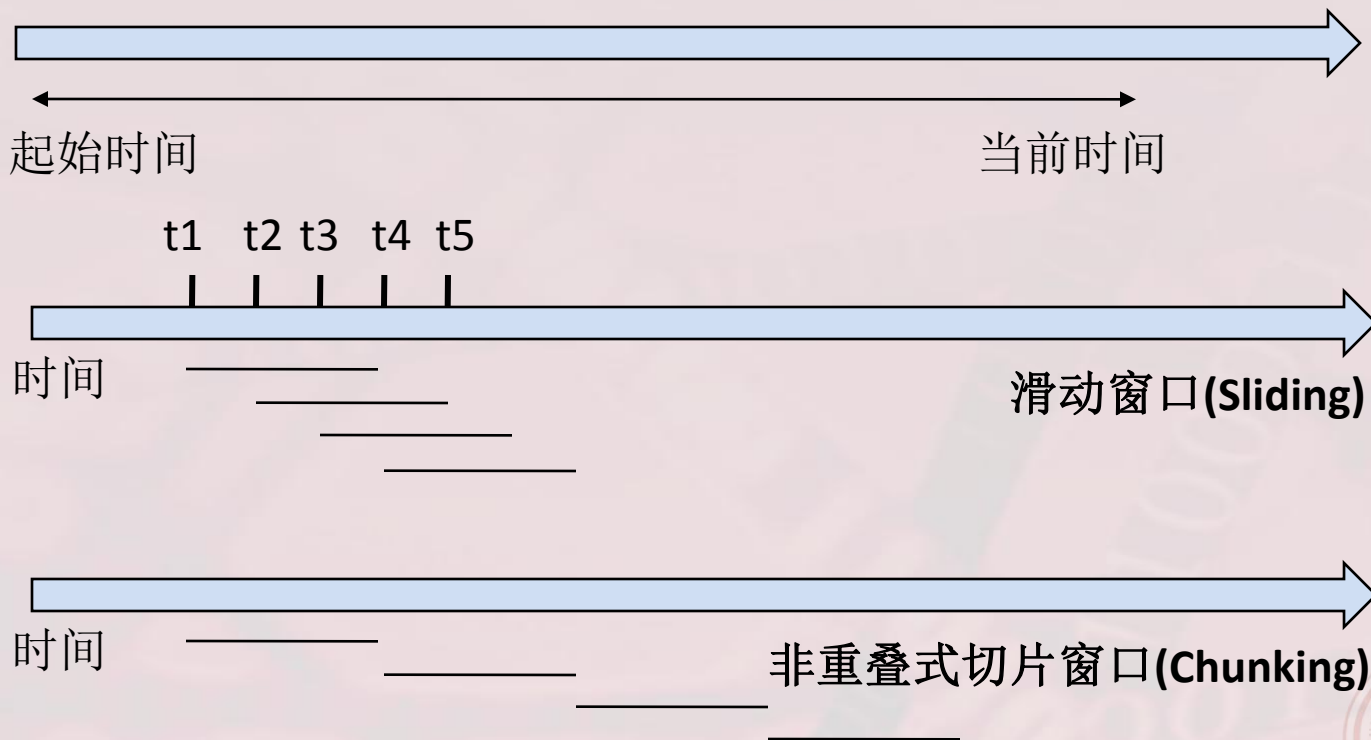 起始时间 当前时间
t1 t2 t3 t4 t5
时间
滑动窗口(Sliding)
时间
非重叠式切片窗口(Chunking)